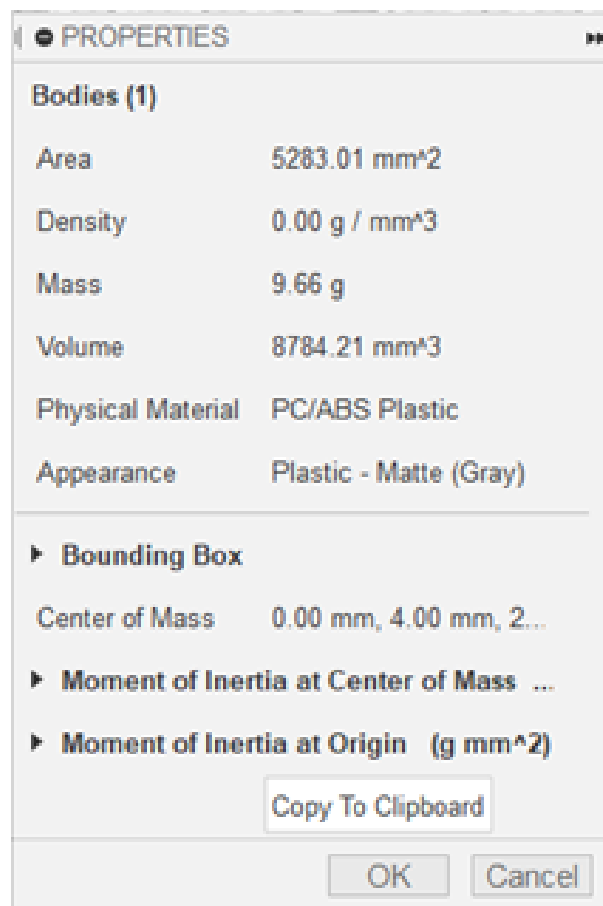 PROPERTIES
Bodies (1)
Area 5283.01 mm^2
Density 0.00 g / mm^3
Mass 9.66 g
Volume 8784.21 mm^3
Physical Material PC/ABS Plastic
Appearance Plastic - Matte (Gray)
Bounding Box
Center of Mass 0.00 mm, 4.00 mm, 2...
Moment of Inertia at Center of Mass ...
Moment of Inertia at Origin (g mm^2)
Copy To Clipboard
OK Cancel